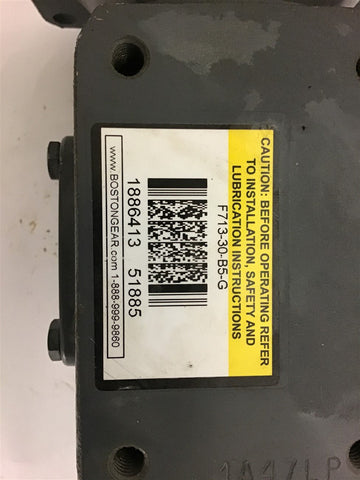 CAUTION: BEFORE OPERATING REFER
TO INSTALLATION, SAFETY AND
LUBRICATION INSTRUCTIONS
F713-30-B5-G
1886413 51885
www.BOSTONGEAR.com 1-888-999-9860
1A47LP